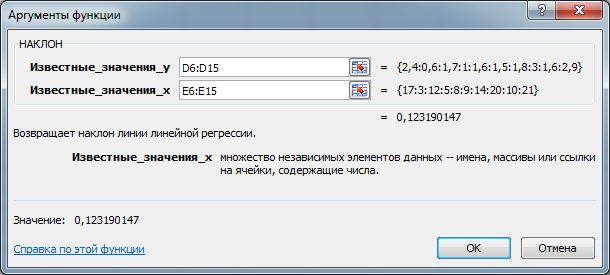 Аргументы функции
НАКЛОН
Известные_значения_y D6:D15 = {2,4:0,6:1,7:1:1,6:1,5:1,8:3:1,6:2,9}
Известные_значения_x E6:E15 = {17:3:12:5:8:9:14:20:10:21}
= 0,123190147
Возвращает наклон линии линейной регрессии.
Известные_значения_x множество независимых элементов данных -- имена, массивы или ссылки
на ячейки, содержащие числа.
Значение: 0,123190147
Справка по этой функции OK Отмена